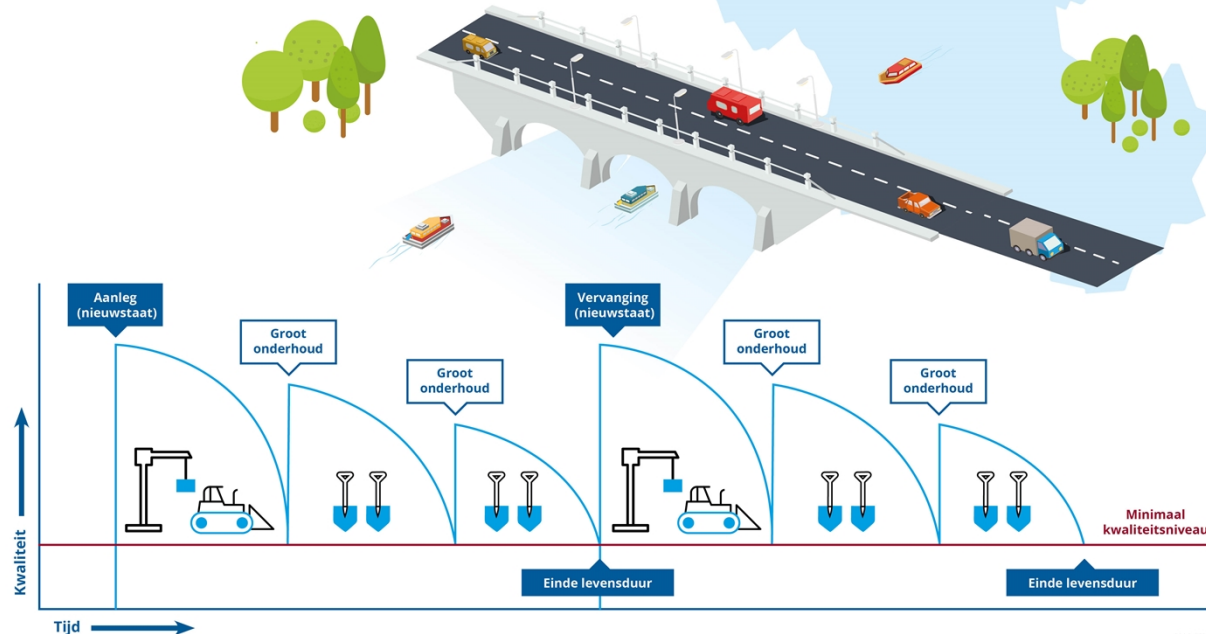 Aanleg
(nieuwstaat)
Groot
onderhoud
Groot
onderhoud
Vervanging
(nieuwstaat)
Groot
onderhoud
Groot
onderhoud
Kwaliteit
Minimaal
kwaliteitsniveau
Einde levensduur
Einde levensduur
Tijd